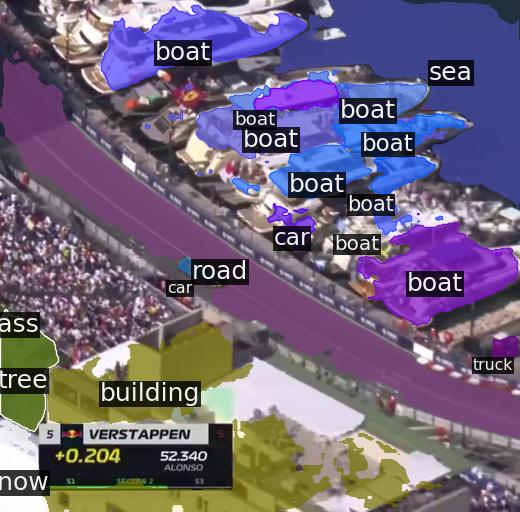 boat
sea
boat
boat
boat
boat
boat
boat
car
boat
road
car
boat
ass
truck
tree
building
5 VERSTAPPEN 5
+0.204 52.340
ALONSO
S1 SECTOR 2 S3
now